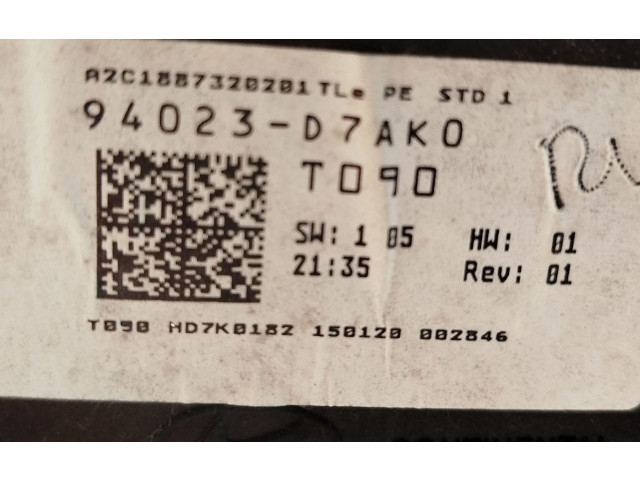 A2C1887320201 TLe PE STD 1
94023-D7AK0
T090
SW: 1 05 HW: 01
21:35 Rev: 01
T090 HD7K0182 150120 002846
CONTINENTAL